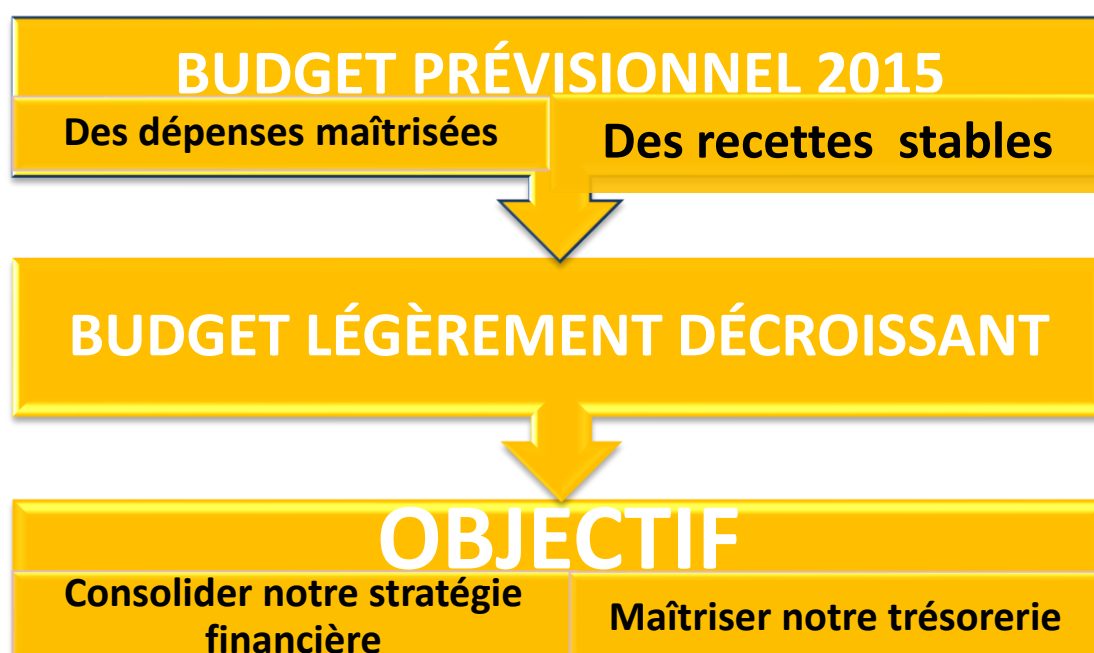 BUDGET PRÉVISIONNEL 2015
Des dépenses maîtrisées
Des recettes stables
BUDGET LÉGÈREMENT DÉCROISSANT
OBJECTIF
Consolider notre stratégie
financière
Maîtriser notre trésorerie